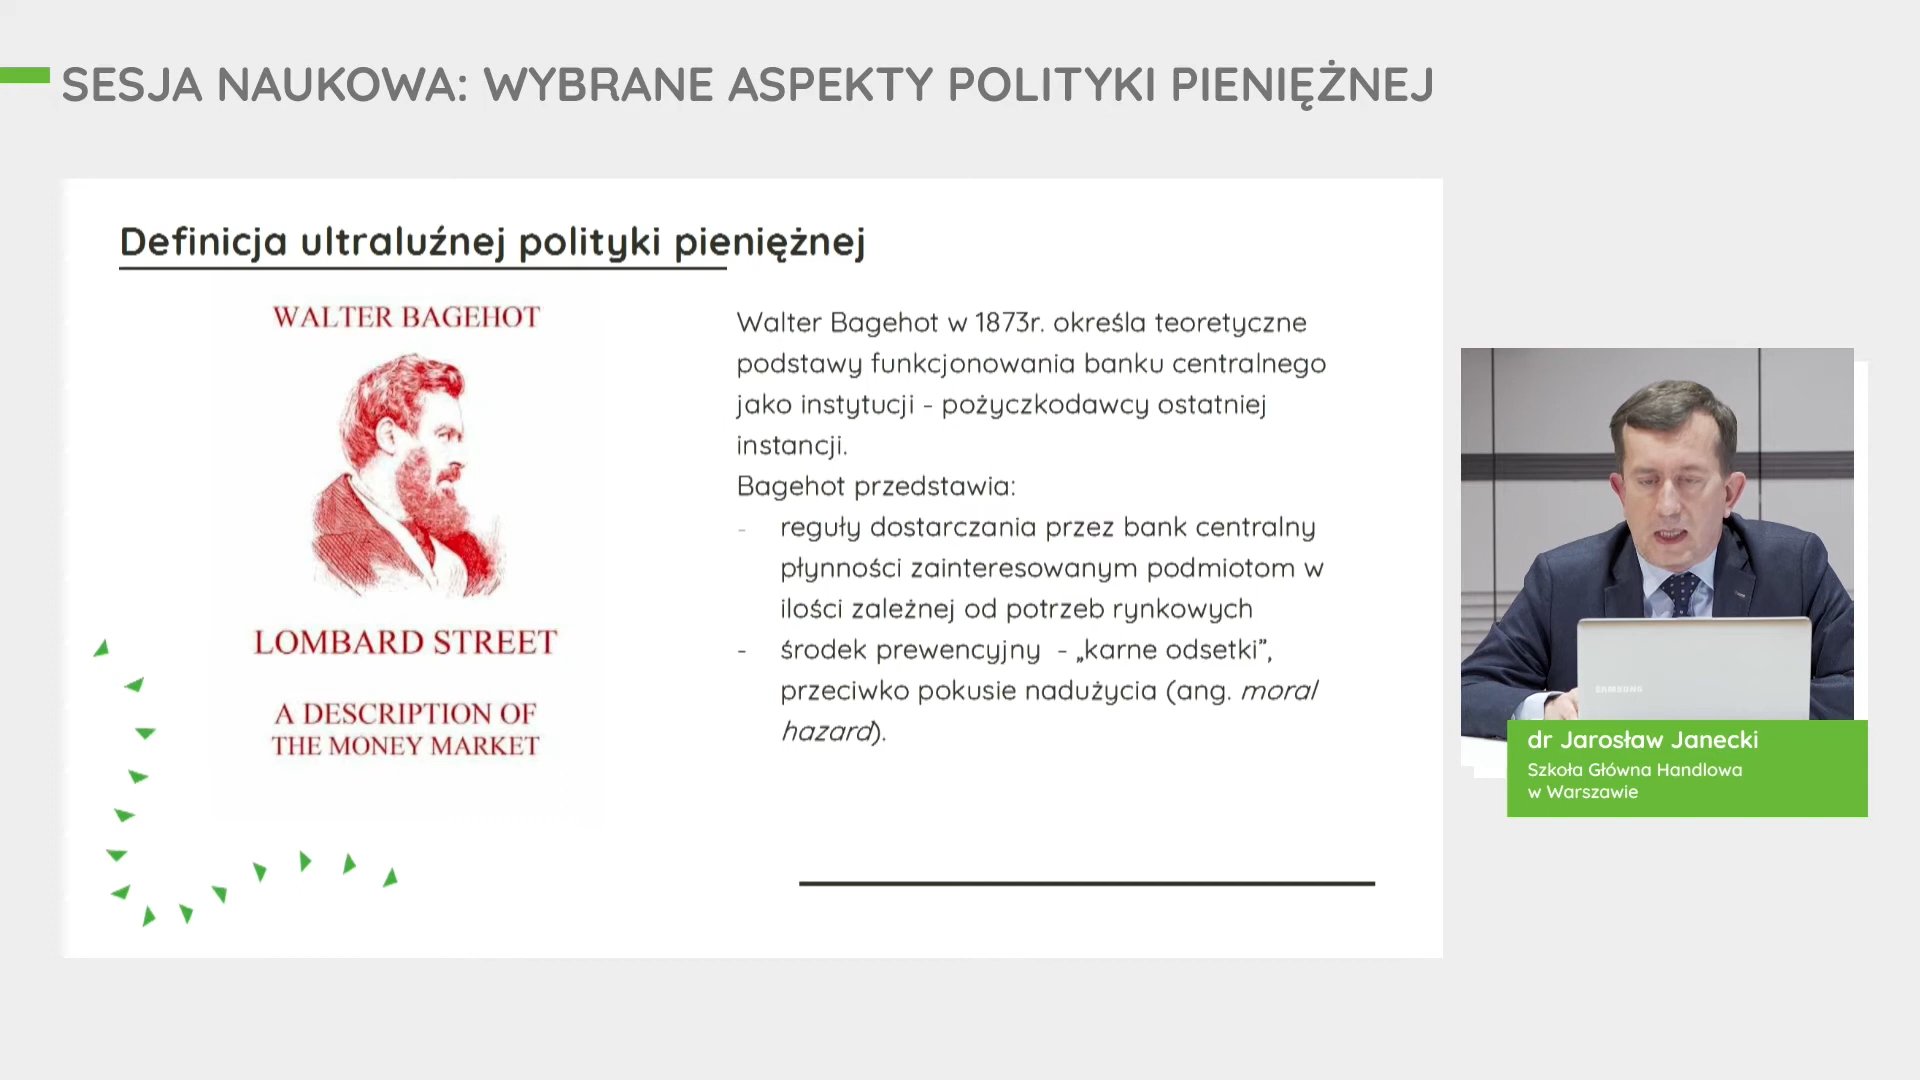 SESJA NAUKOWA: WYBRANE ASPEKTY POLITYKI PIENIĘŻNEJ
Definicja ultraluźnej polityki pieniężnej
WALTER BAGEHOT
LOMBARD STREET
A DESCRIPTION OF
THE MONEY MARKET
Walter Bagehot w 1873r. określa teoretyczne
podstawy funkcjonowania banku centralnego
jako instytucji - pożyczkodawcy ostatniej
instancji.
Bagehot przedstawia:
- reguły dostarczania przez bank centralny
płynności zainteresowanym podmiotom w
ilości zależnej od potrzeb rynkowych
- środek prewencyjny - „karne odsetki”,
przeciwko pokusie nadużycia (ang. moral
hazard).
SAMSUNG
dr Jarosław Janecki
Szkoła Główna Handlowa
w Warszawie